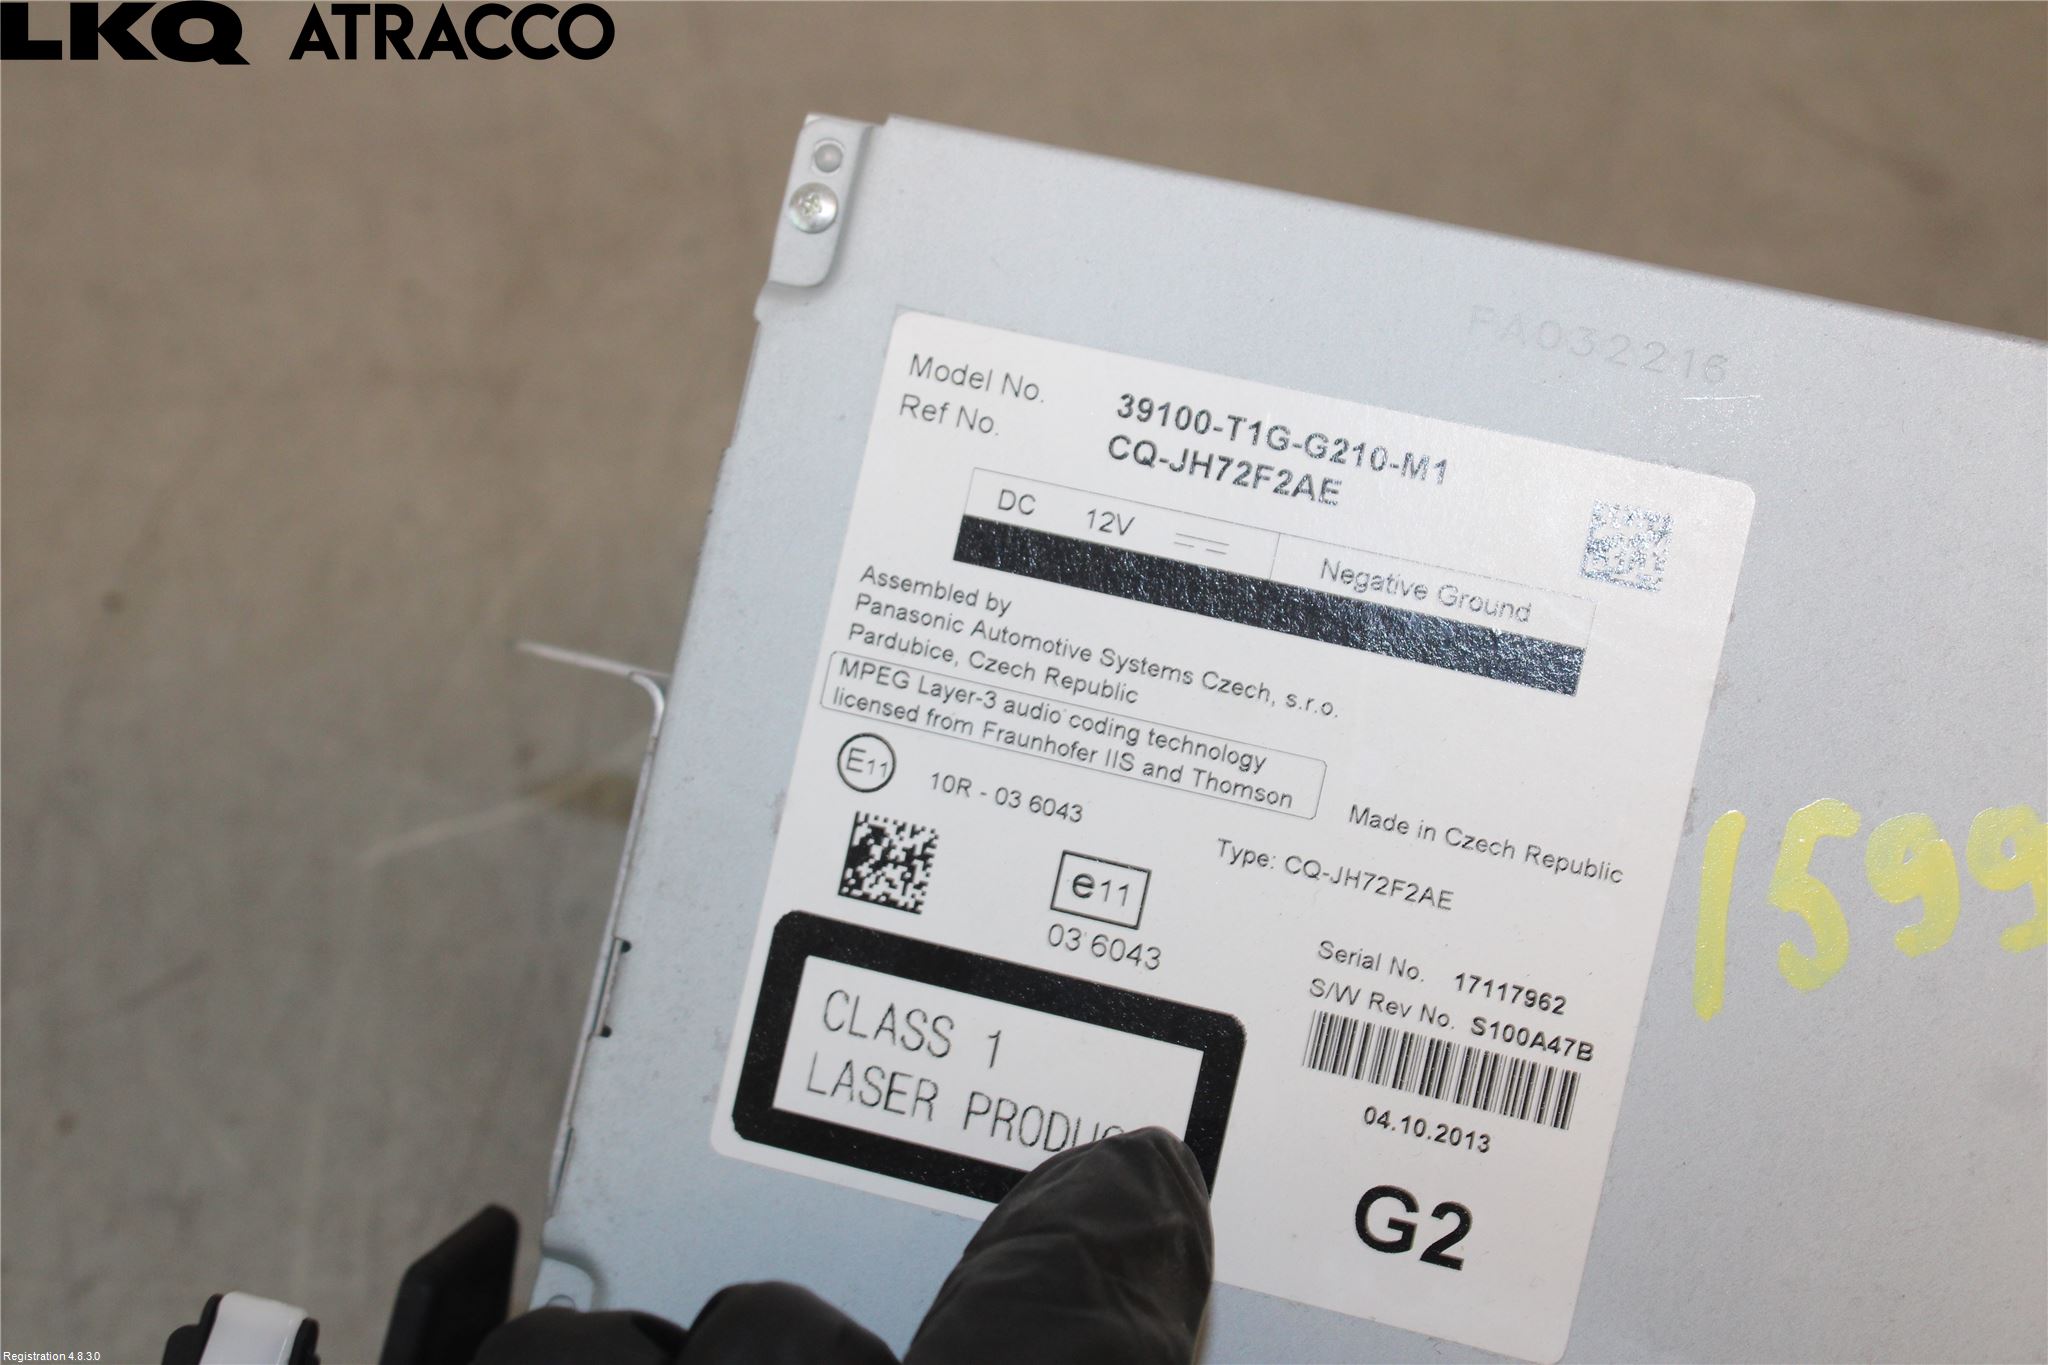 LKQ ATRACCO
FA032216
Model No. 39100-T1G-G210-M1
Ref No. CQ-JH72F2AE
DC 12V Negative Ground
Assembled by
Panasonic Automotive Systems Czech, s.r.o.
Pardubice, Czech Republic
MPEG Layer-3 audio coding technology
licensed from Fraunhofer IIS and Thomson
Made in Czech Republic
E11 10R - 03 6043
Type: CQ-JH72F2AE
e11
03 6043
Serial No. 17117962
S/W Rev No. S100A47B
04.10.2013
G2
CLASS 1
LASER PRODUC
1599
Registration 4.8.3.0